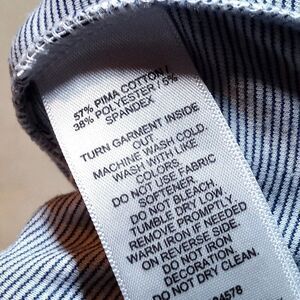 57% PIMA COTTON /
38% POLYESTER / 5%
SPANDEX
TURN GARMENT INSIDE
OUT.
MACHINE WASH COLD.
WASH WITH LIKE
COLORS.
DO NOT USE FABRIC
SOFTENER.
DO NOT BLEACH.
TUMBLE DRY LOW.
REMOVE PROMPTLY.
WARM IRON IF NEEDED
ON REVERSE SIDE.
DO NOT IRON
DECORATION.
DO NOT DRY CLEAN.